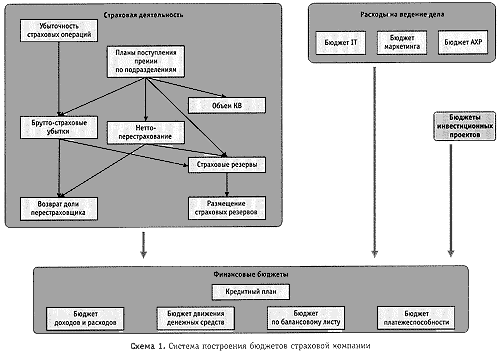 Страховая деятельность
Убыточность
страховых операций
Планы поступления
премии
по подразделениям
Объем КВ
Брутто-страховые
убытки
Нетто-
перестрахование
Страховые резервы
Возврат доли
перестраховщика
Размещение
страховых резервов
Расходы на ведение дела
Бюджет IT
Бюджет
маркетинга
Бюджет АХР
Бюджеты
инвестиционных
проектов
Финансовые бюджеты
Кредитный план
Бюджет
доходов и расходов
Бюджет движения
денежных средств
Бюджет
по балансовому листу
Бюджет
платежеспособности
Схема 1. Система построения бюджетов страховой компании